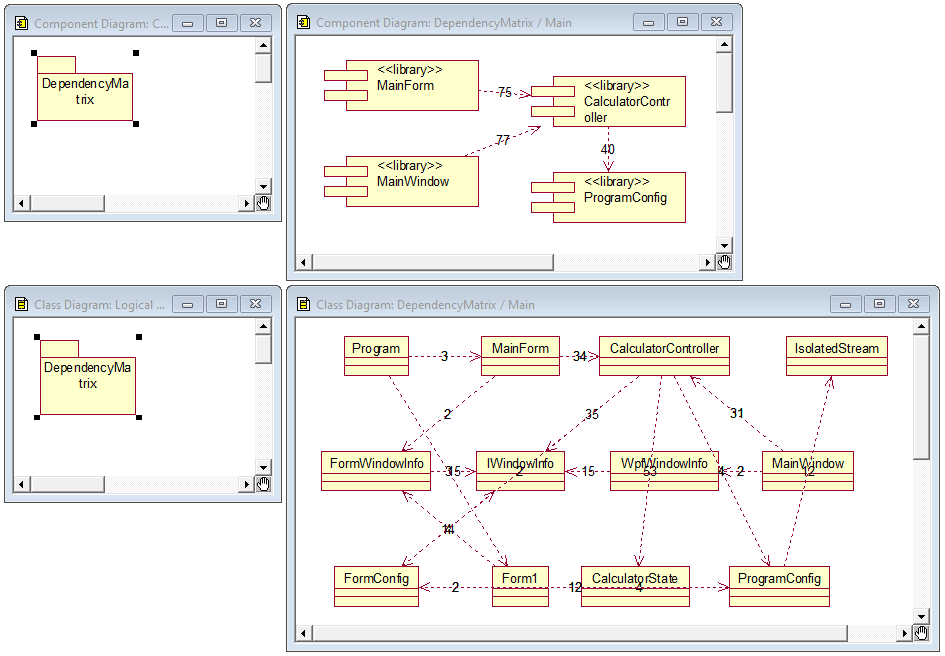 Component Diagram: C...
DependencyMa
trix
Component Diagram: DependencyMatrix / Main
<<library>>
MainForm
75
<<library>>
CalculatorContr
oller
77
40
<<library>>
MainWindow
<<library>>
ProgramConfig
Class Diagram: Logical ...
DependencyMa
trix
Class Diagram: DependencyMatrix / Main
Program
3
MainForm
34
CalculatorController
IsolatedStream
2
35
31
FormWindowInfo
15
IWindowInfo
2
15
WpfWindowInfo
53
4
2
MainWindow
12
14
FormConfig
2
Form1
12
CalculatorState
4
ProgramConfig